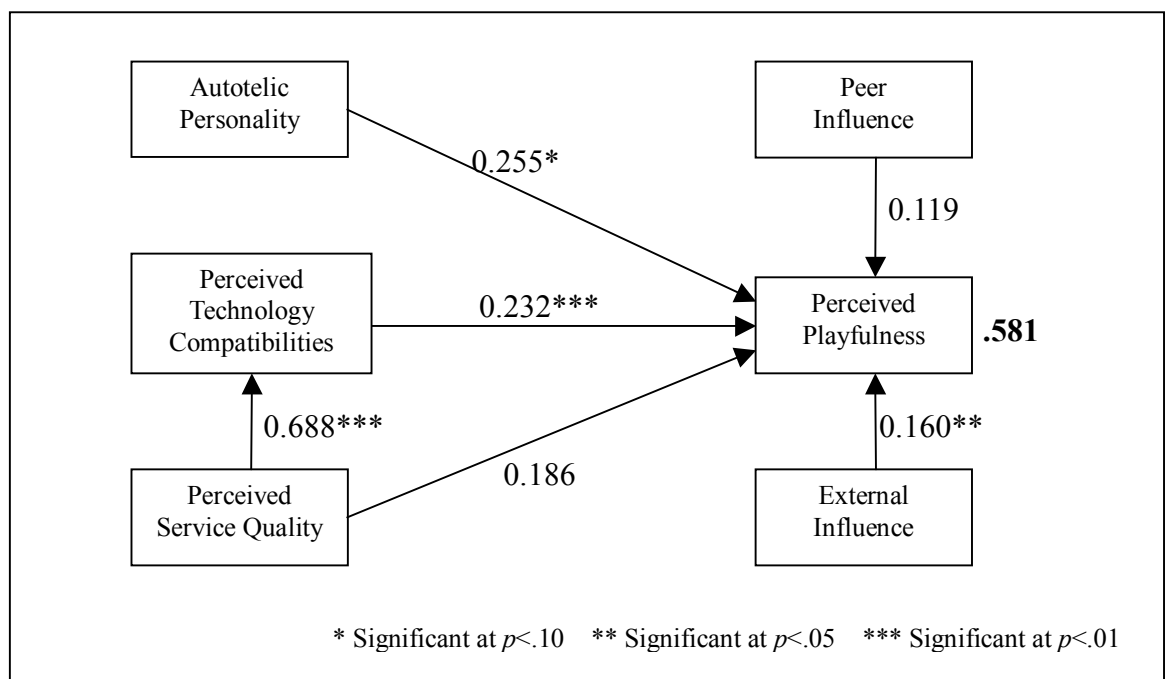 Autotelic
Personality
Peer
Influence
0.255*
0.119
Perceived
Technology
Compatibilities
0.232***
Perceived
Playfulness
.581
0.688***
0.160**
0.186
Perceived
Service Quality
External
Influence
* Significant at p<.10 ** Significant at p<.05 *** Significant at p<.01